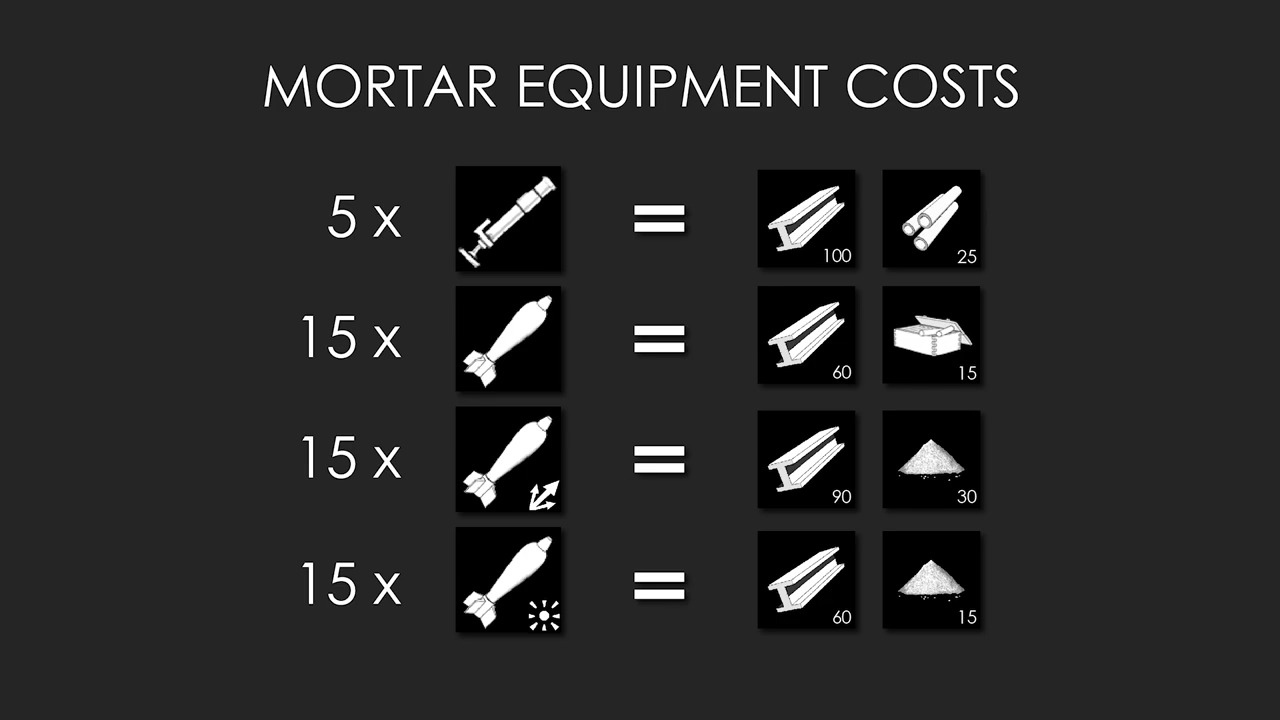 MORTAR EQUIPMENT COSTS
5 x = 100 25
15 x = 60 15
15 x = 90 30
15 x = 60 15